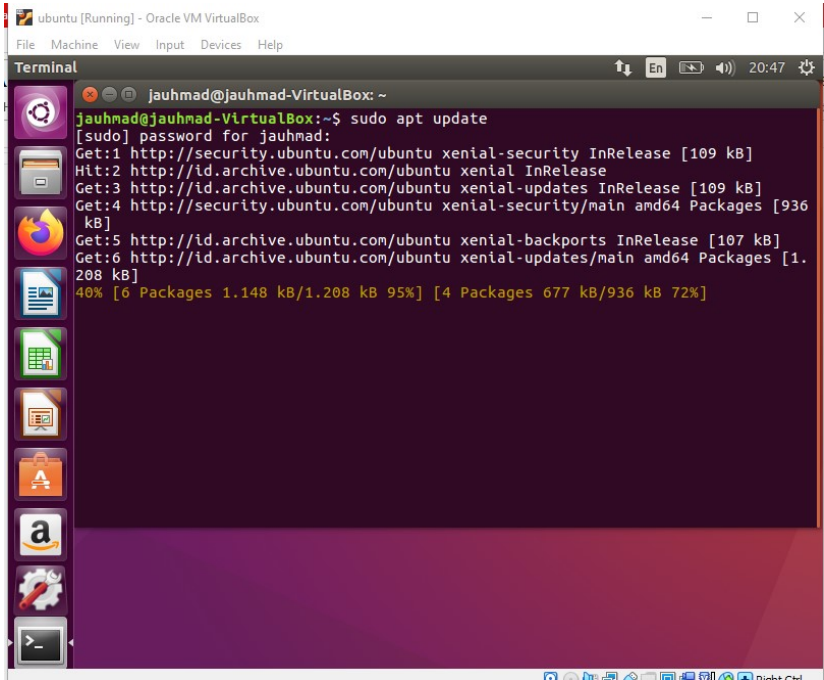 ubuntu [Running] - Oracle VM VirtualBox
File Machine View Input Devices Help
Terminal En 20:47
jauhmad@jauhmad-VirtualBox: ~
jauhmad@jauhmad-VirtualBox:~$ sudo apt update
[sudo] password for jauhmad:
Get:1 http://security.ubuntu.com/ubuntu xenial-security InRelease [109 kB]
Hit:2 http://id.archive.ubuntu.com/ubuntu xenial InRelease
Get:3 http://id.archive.ubuntu.com/ubuntu xenial-updates InRelease [109 kB]
Get:4 http://security.ubuntu.com/ubuntu xenial-security/main amd64 Packages [936
kB]
Get:5 http://id.archive.ubuntu.com/ubuntu xenial-backports InRelease [107 kB]
Get:6 http://id.archive.ubuntu.com/ubuntu xenial-updates/main amd64 Packages [1.
208 kB]
40% [6 Packages 1.148 kB/1.208 kB 95%] [4 Packages 677 kB/936 kB 72%]
a
>_
Right Ctrl